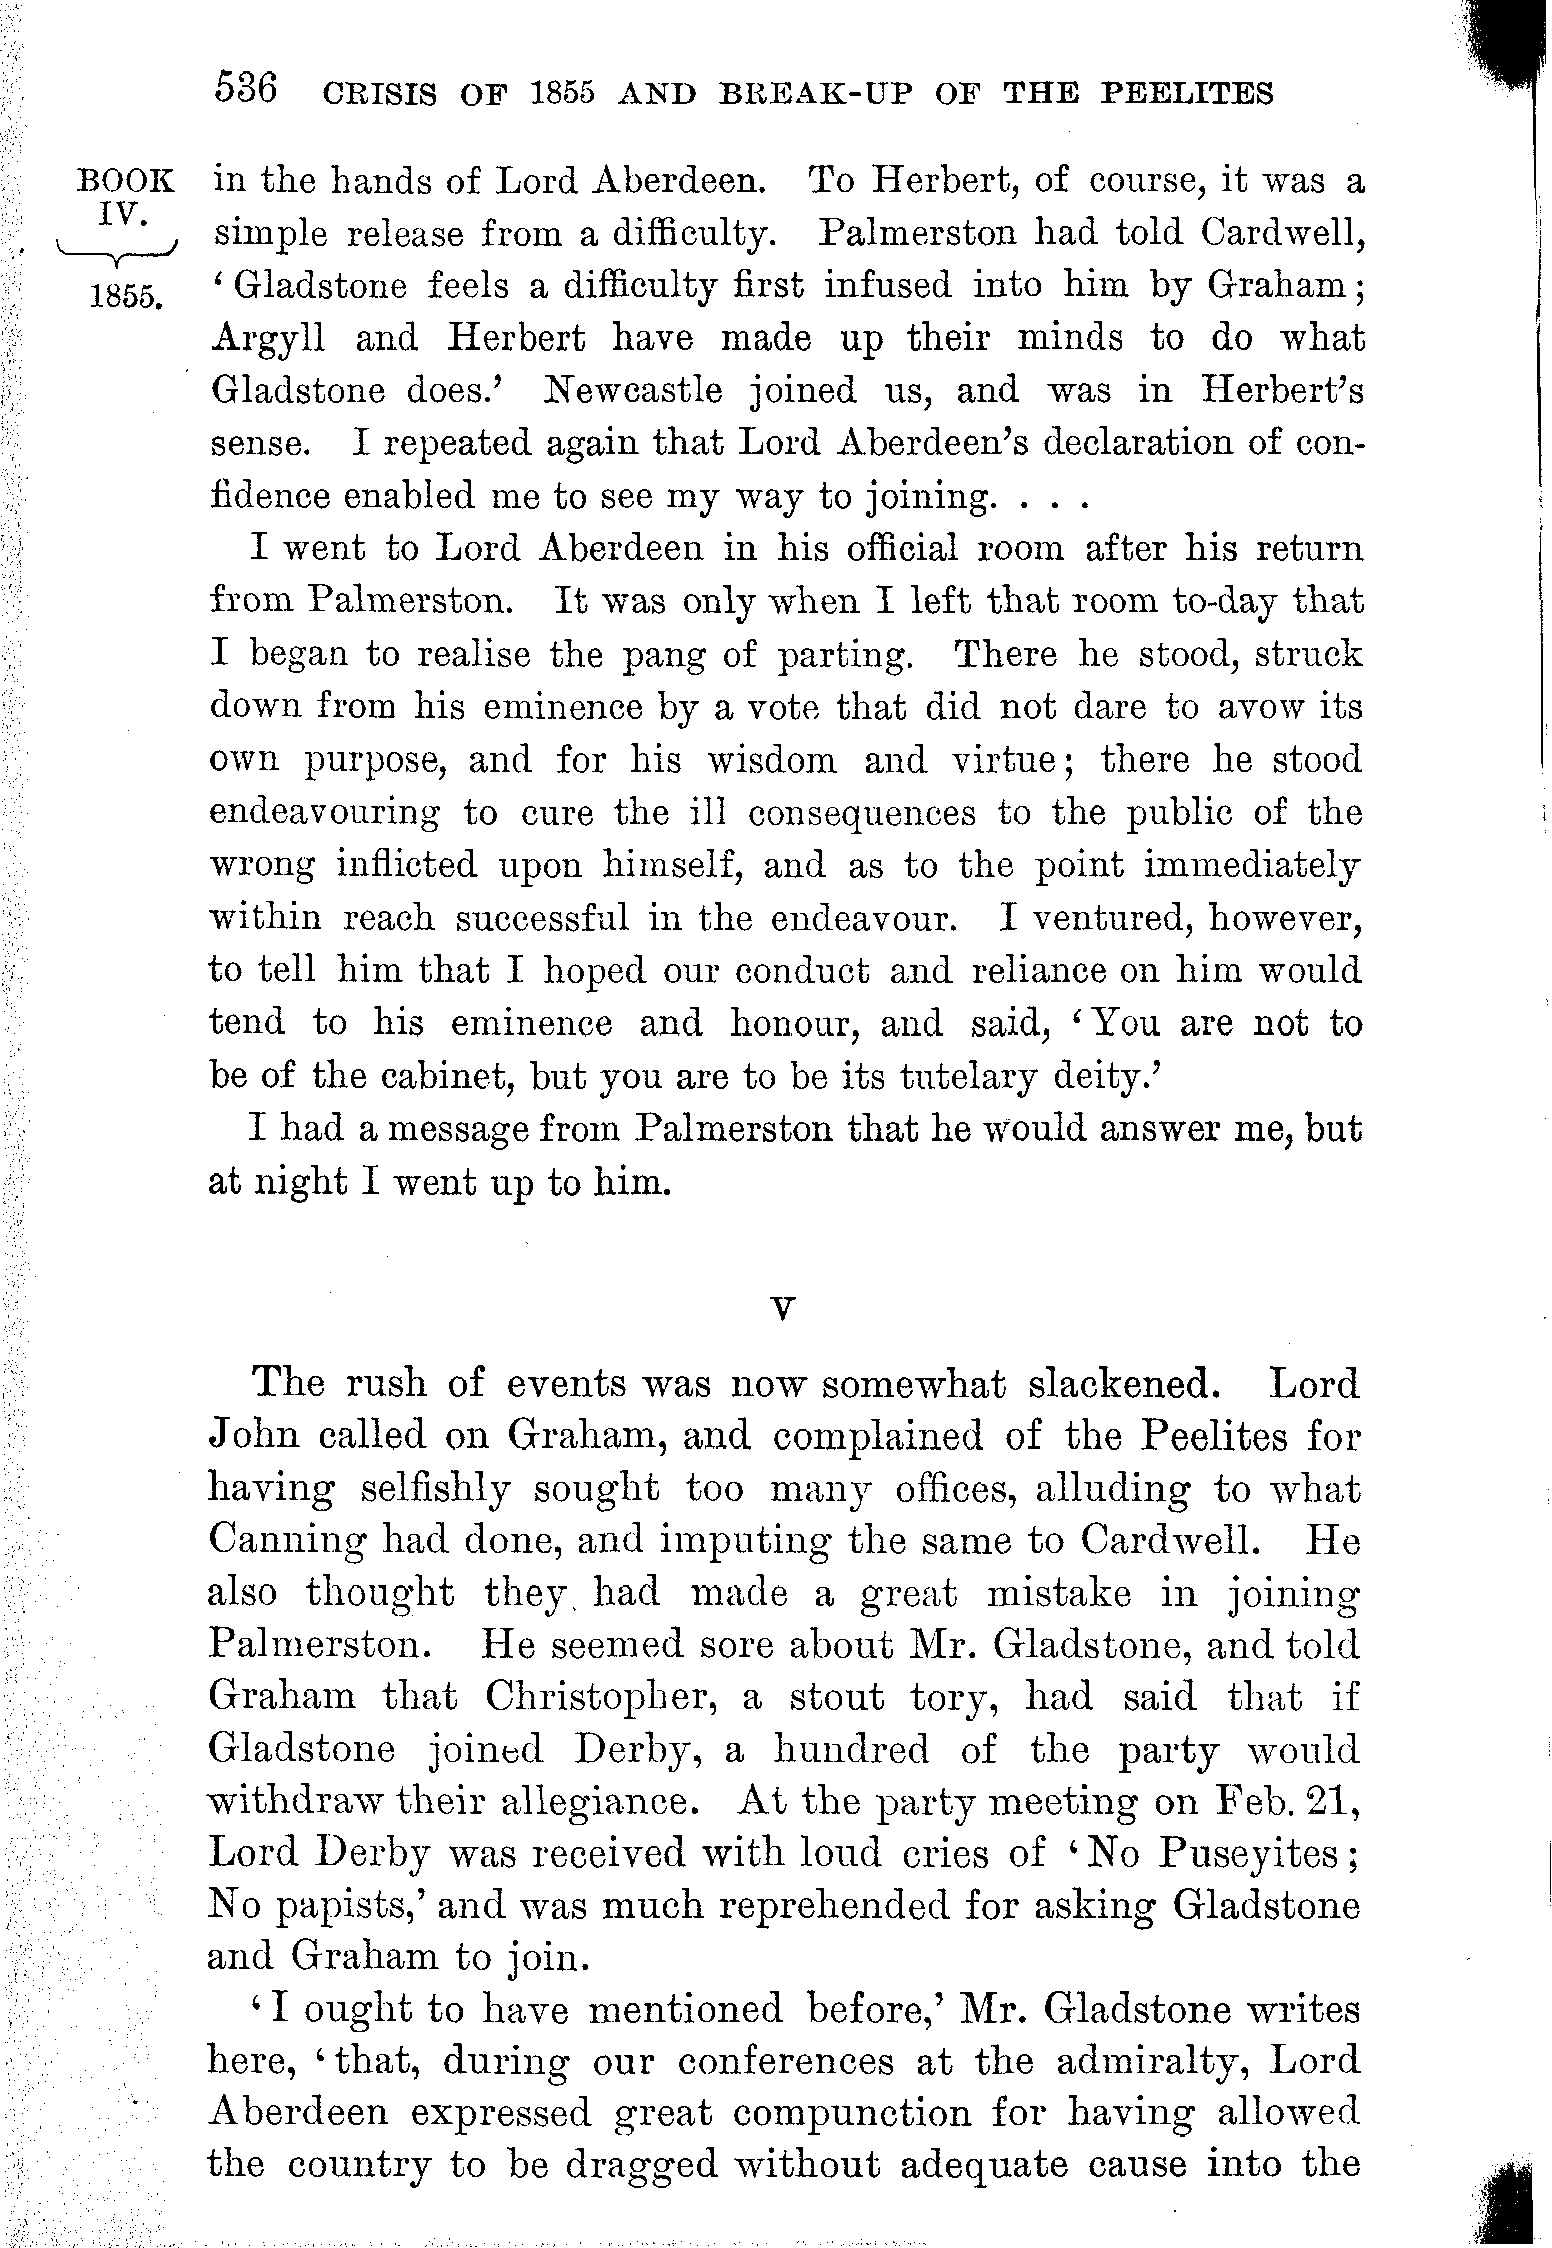 536 CRISIS OF 1855 AND BREAK-UP OF THE PEELITES
BOOK
IV.
1855.
in the hands of Lord Aberdeen. To Herbert, of course, it was a
simple release from a difficulty. Palmerston had told Cardwell,
‘Gladstone feels a difficulty first infused into him by Graham;
Argyll and Herbert have made up their minds to do what
Gladstone does.’ Newcastle joined us, and was in Herbert’s
sense. I repeated again that Lord Aberdeen’s declaration of con-
fidence enabled me to see my way to joining. . . .
I went to Lord Aberdeen in his official room after his return
from Palmerston. It was only when I left that room to-day that
I began to realise the pang of parting. There he stood, struck
down from his eminence by a vote that did not dare to avow its
own purpose, and for his wisdom and virtue; there he stood
endeavouring to cure the ill consequences to the public of the
wrong inflicted upon himself, and as to the point immediately
within reach successful in the endeavour. I ventured, however,
to tell him that I hoped our conduct and reliance on him would
tend to his eminence and honour, and said, ‘You are not to
be of the cabinet, but you are to be its tutelary deity.’
I had a message from Palmerston that he would answer me, but
at night I went up to him.
V
The rush of events was now somewhat slackened. Lord
John called on Graham, and complained of the Peelites for
having selfishly sought too many offices, alluding to what
Canning had done, and imputing the same to Cardwell. He
also thought they had made a great mistake in joining
Palmerston. He seemed sore about Mr. Gladstone, and told
Graham that Christopher, a stout tory, had said that if
Gladstone joined Derby, a hundred of the party would
withdraw their allegiance. At the party meeting on Feb. 21,
Lord Derby was received with loud cries of ‘No Puseyites;
No papists,’ and was much reprehended for asking Gladstone
and Graham to join.
‘I ought to have mentioned before,’ Mr. Gladstone writes
here, ‘that, during our conferences at the admiralty, Lord
Aberdeen expressed great compunction for having allowed
the country to be dragged without adequate cause into the